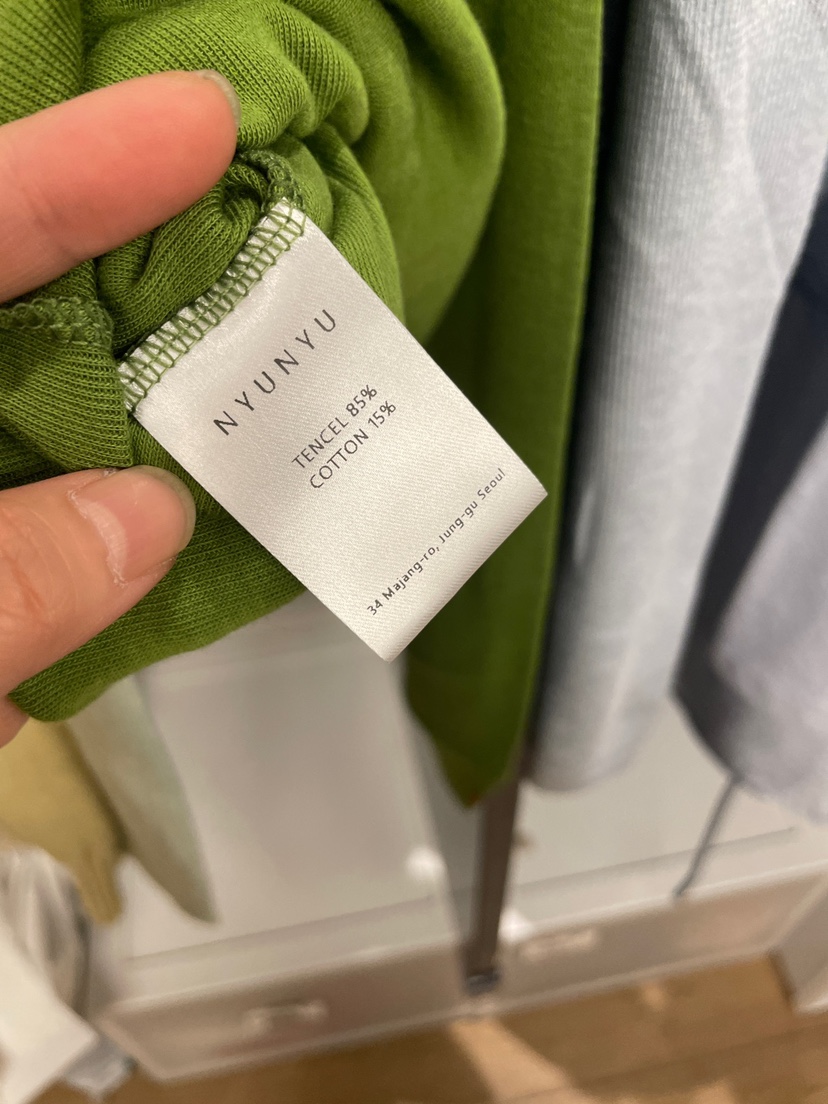 NYUNYU
TENCEL 85%
COTTON 15%
34 Majang-ro, Jung-gu Seoul